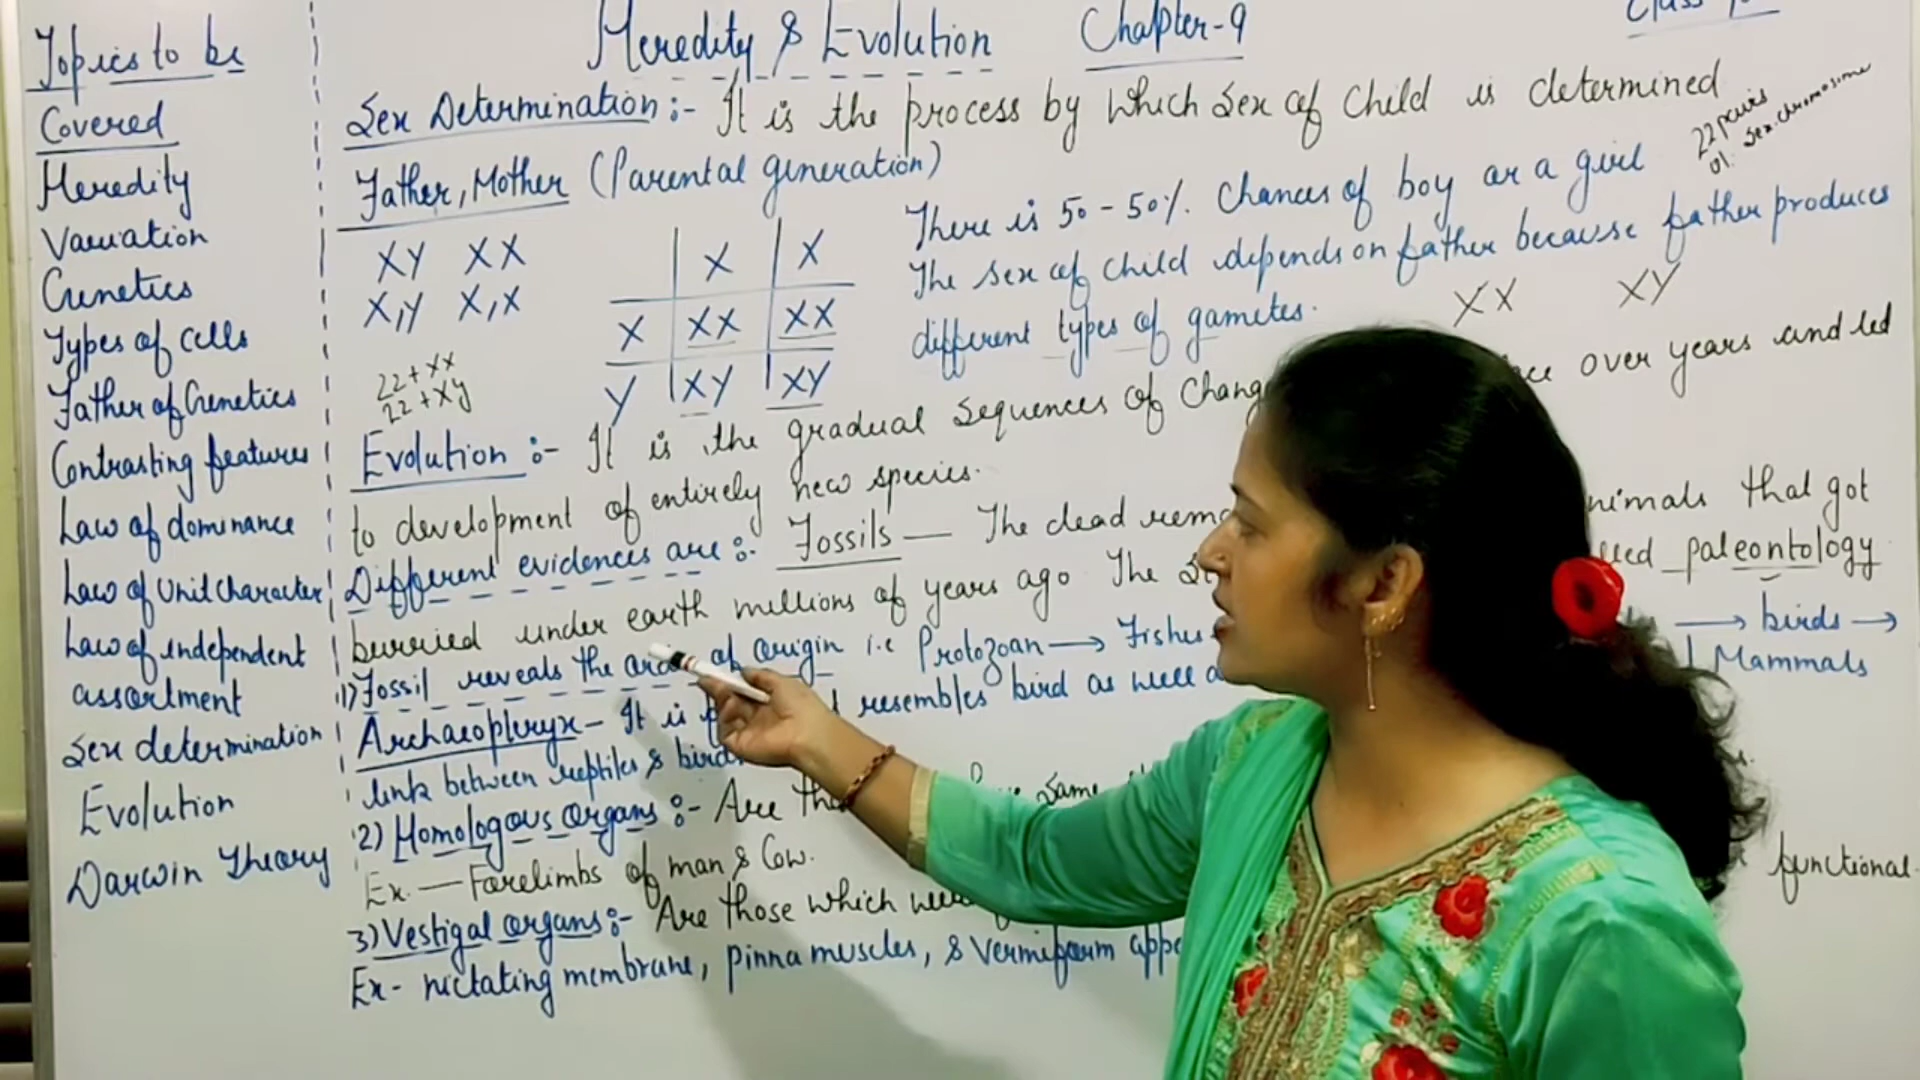 Heredity & Evolution Chapter-9
Topics to be
Covered
Heredity
Variation
Genetics
Types of cells
Father of Genetics
Contrasting features
Law of dominance
Law of Unit Character
Law of independent
assortment
Sex determination
Evolution
Darwin Theory
Sex Determination :- It is the process by which sex of child is determined
22 pairs
01. Sex chromosome
Father, Mother (Parental generation)
XY XX
X,Y X,X
22+XX
22+XY
X X
X XX XX
Y XY XY
There is 50-50% Chances of boy or a girl
The sex of child depends on father because father produces
different types of gametes.
XX XY
Evolution :- It is the gradual sequences of over years and led
to development of entirely new species.
Different evidences are :- Fossils — The dead that got
burried under earth millions of years ago. The paleontology
1) Fossil reveals the of origin i.e Protozoan → Fishes → birds →
Mammals
Archaeopteryx - It is resembles bird as well
link between reptiles &
2) Homologous organs :- Are same
Ex. — Forelimbs of man & Cow.
3) Vestigal organs :- Are those which functional
Ex - nictating membrane, pinna muscles, & vermiform